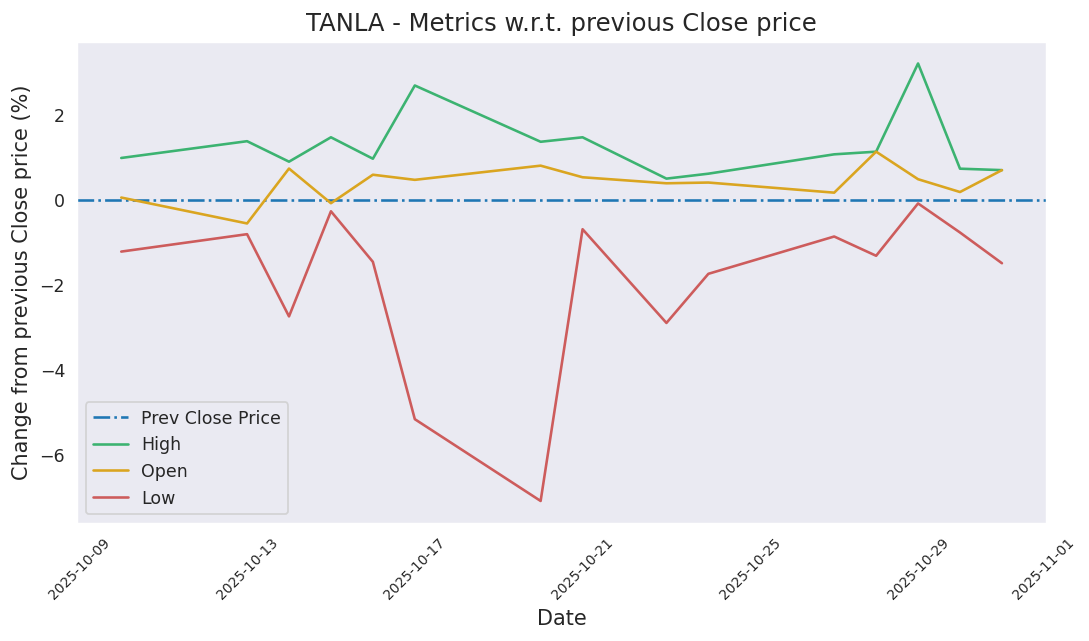 TANLA - Metrics w.r.t. previous Close price
Change from previous Close price (%)
2
0
−2
−4
−6
Prev Close Price
High
Open
Low
2025-10-09
2025-10-13
2025-10-17
2025-10-21
2025-10-25
2025-10-29
2025-11-01
Date